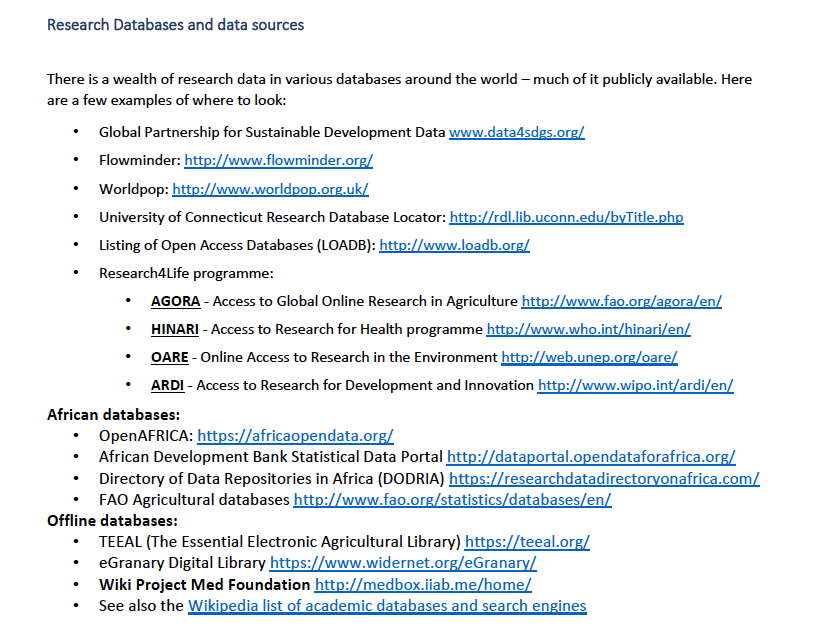 Research Databases and data sources
There is a wealth of research data in various databases around the world – much of it publicly available. Here
are a few examples of where to look:
• Global Partnership for Sustainable Development Data www.data4sdgs.org/
• Flowminder: http://www.flowminder.org/
• Worldpop: http://www.worldpop.org.uk/
• University of Connecticut Research Database Locator: http://rdl.lib.uconn.edu/byTitle.php
• Listing of Open Access Databases (LOADB): http://www.loadb.org/
• Research4Life programme:
• AGORA - Access to Global Online Research in Agriculture http://www.fao.org/agora/en/
• HINARI - Access to Research for Health programme http://www.who.int/hinari/en/
• OARE - Online Access to Research in the Environment http://web.unep.org/oare/
• ARDI - Access to Research for Development and Innovation http://www.wipo.int/ardi/en/
African databases:
• OpenAFRICA: https://africaopendata.org/
• African Development Bank Statistical Data Portal http://dataportal.opendataforafrica.org/
• Directory of Data Repositories in Africa (DODRIA) https://researchdatadirectoryonafrica.com/
• FAO Agricultural databases http://www.fao.org/statistics/databases/en/
Offline databases:
• TEEAL (The Essential Electronic Agricultural Library) https://teeal.org/
• eGranary Digital Library https://www.widernet.org/eGranary/
• Wiki Project Med Foundation http://medbox.iiab.me/home/
• See also the Wikipedia list of academic databases and search engines